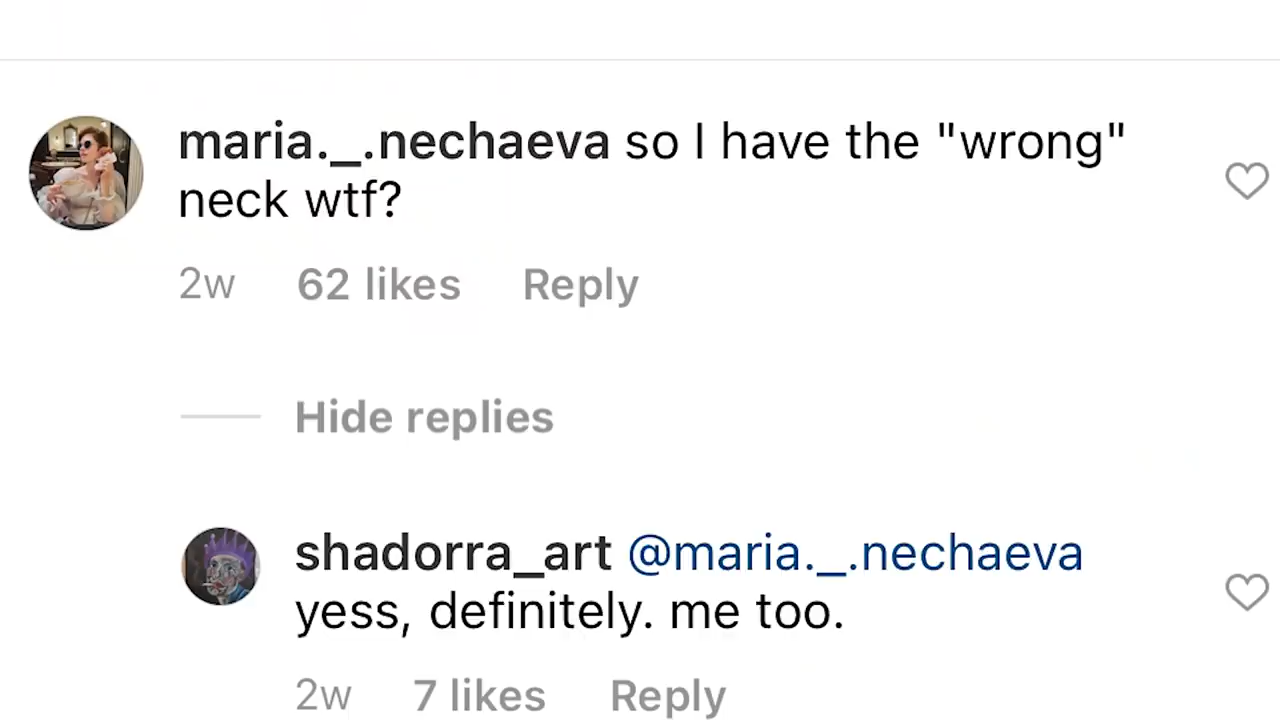 maria._.nechaeva so I have the "wrong"
neck wtf?
2w 62 likes Reply
Hide replies
shadorra_art @maria._.nechaeva
yess, definitely. me too.
2w 7 likes Reply